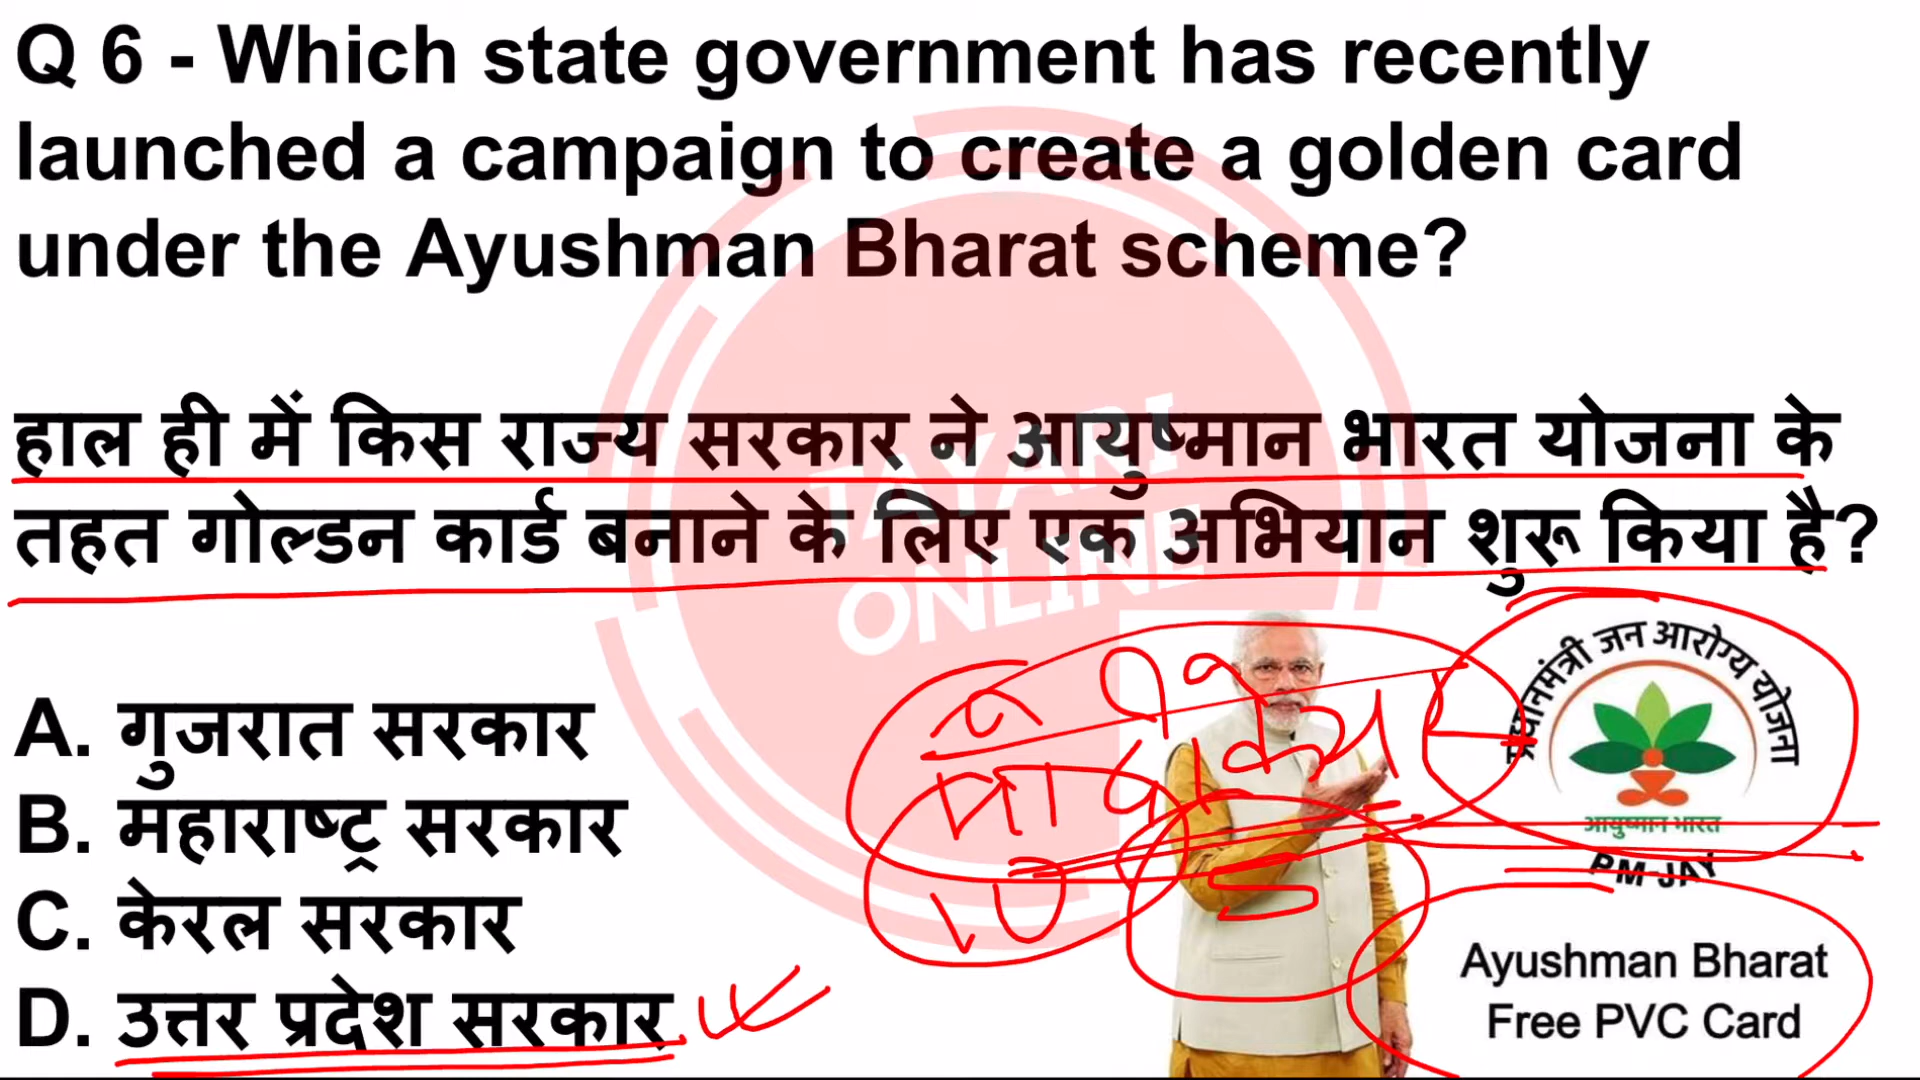 Q 6 - Which state government has recently
launched a campaign to create a golden card
under the Ayushman Bharat scheme?
हाल ही में किस राज्य सरकार ने आयुष्मान भारत योजना के
तहत गोल्डन कार्ड बनाने के लिए एक अभियान शुरू किया है?
TAYARI
ONLINE
A. गुजरात सरकार
B. महाराष्ट्र सरकार
C. केरल सरकार
D. उत्तर प्रदेश सरकार
प्रधानमंत्री जन आरोग्य योजना
आयुष्मान भारत
PM-JAY
Ayushman Bharat
Free PVC Card